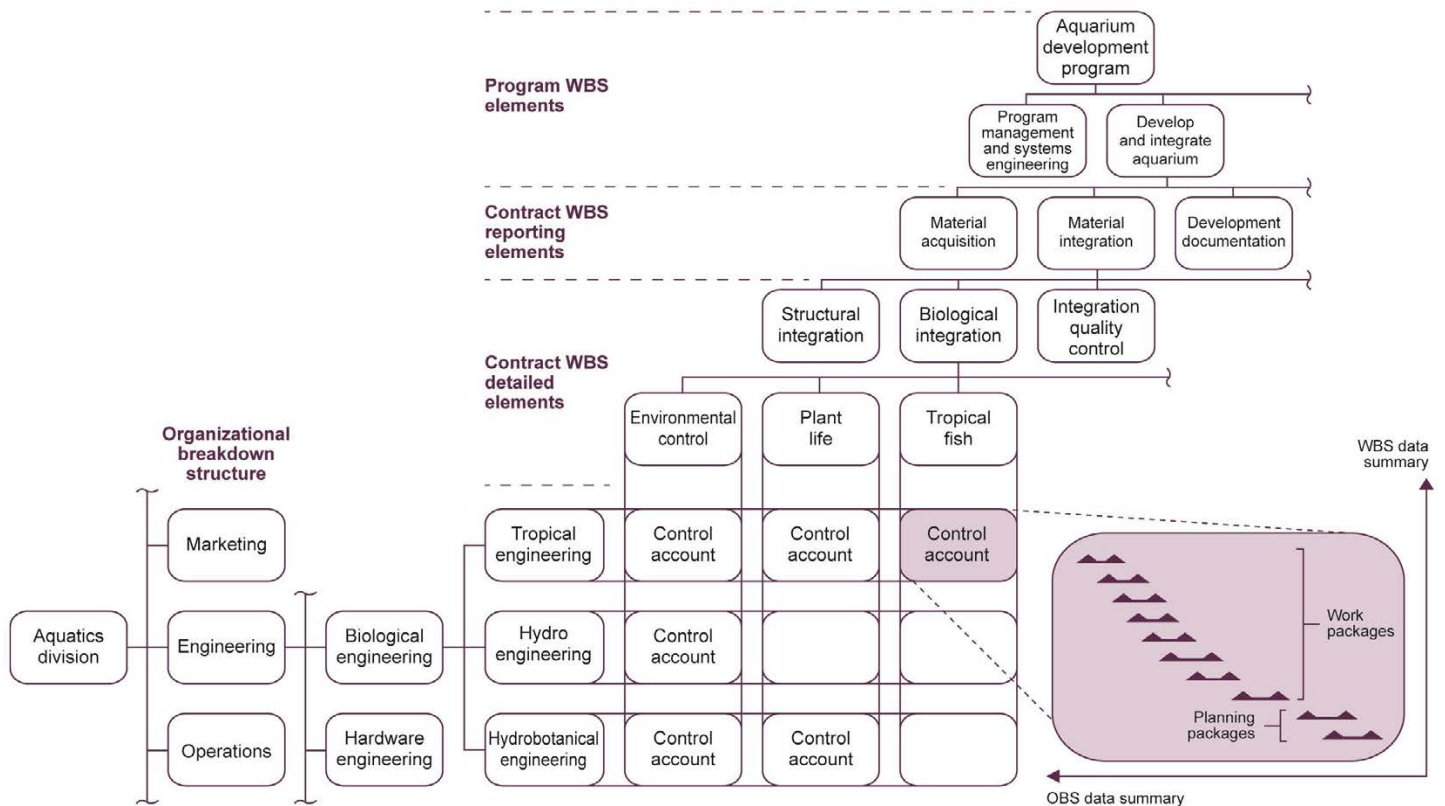 Aquarium
development
program
Program WBS
elements
Program
management
and systems
engineering
Develop
and integrate
aquarium
Contract WBS
reporting
elements
Material
acquisition
Material
integration
Development
documentation
Structural
integration
Biological
integration
Integration
quality
control
Contract WBS
detailed
elements
Environmental
control
Plant
life
Tropical
fish
Organizational
breakdown
structure
WBS data
summary
Marketing
Tropical
engineering
Control
account
Control
account
Control
account
Work
packages
Aquatics
division
Engineering
Biological
engineering
Hydro
engineering
Control
account
Planning
packages
Operations
Hardware
engineering
Hydrobotanical
engineering
Control
account
Control
account
OBS data summary